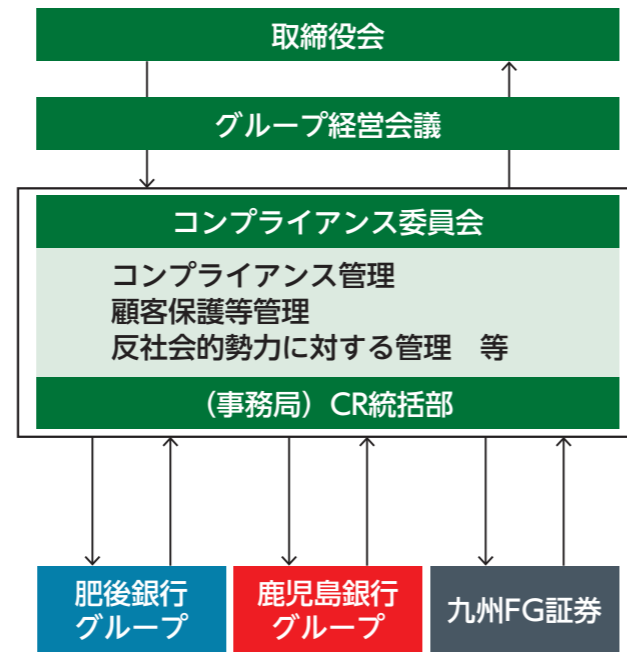 取締役会
グループ経営会議
コンプライアンス委員会
コンプライアンス管理
顧客保護等管理
反社会的勢力に対する管理　等
（事務局）CR統括部
肥後銀行
グループ
鹿児島銀行
グループ
九州FG証券